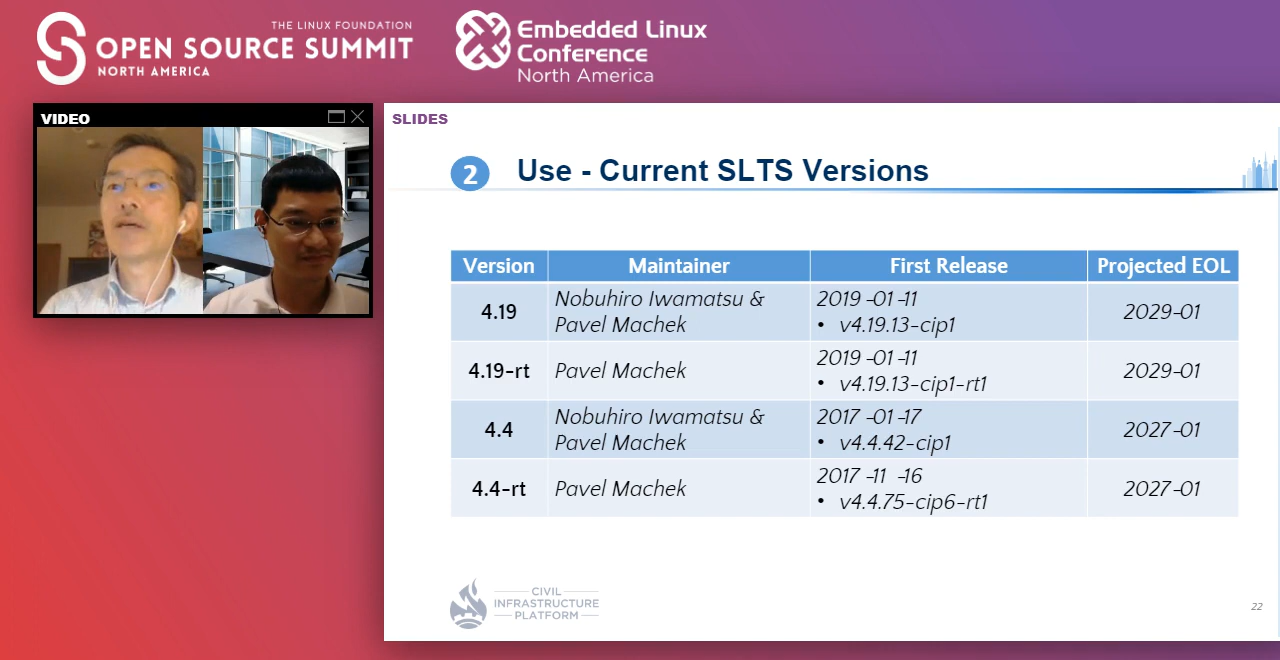 THE LINUX FOUNDATION
OPEN SOURCE SUMMIT
NORTH AMERICA
Embedded Linux
Conference
North America
VIDEO
SLIDES
2 Use - Current SLTS Versions
Version Maintainer First Release Projected EOL
4.19 Nobuhiro Iwamatsu & Pavel Machek 2019 -01 -11 • v4.19.13-cip1 2029-01
4.19-rt Pavel Machek 2019 -01 -11 • v4.19.13-cip1-rt1 2029-01
4.4 Nobuhiro Iwamatsu & Pavel Machek 2017 -01 -17 • v4.4.42-cip1 2027-01
4.4-rt Pavel Machek 2017 -11 -16 • v4.4.75-cip6-rt1 2027-01
CIVIL
INFRASTRUCTURE
PLATFORM
22